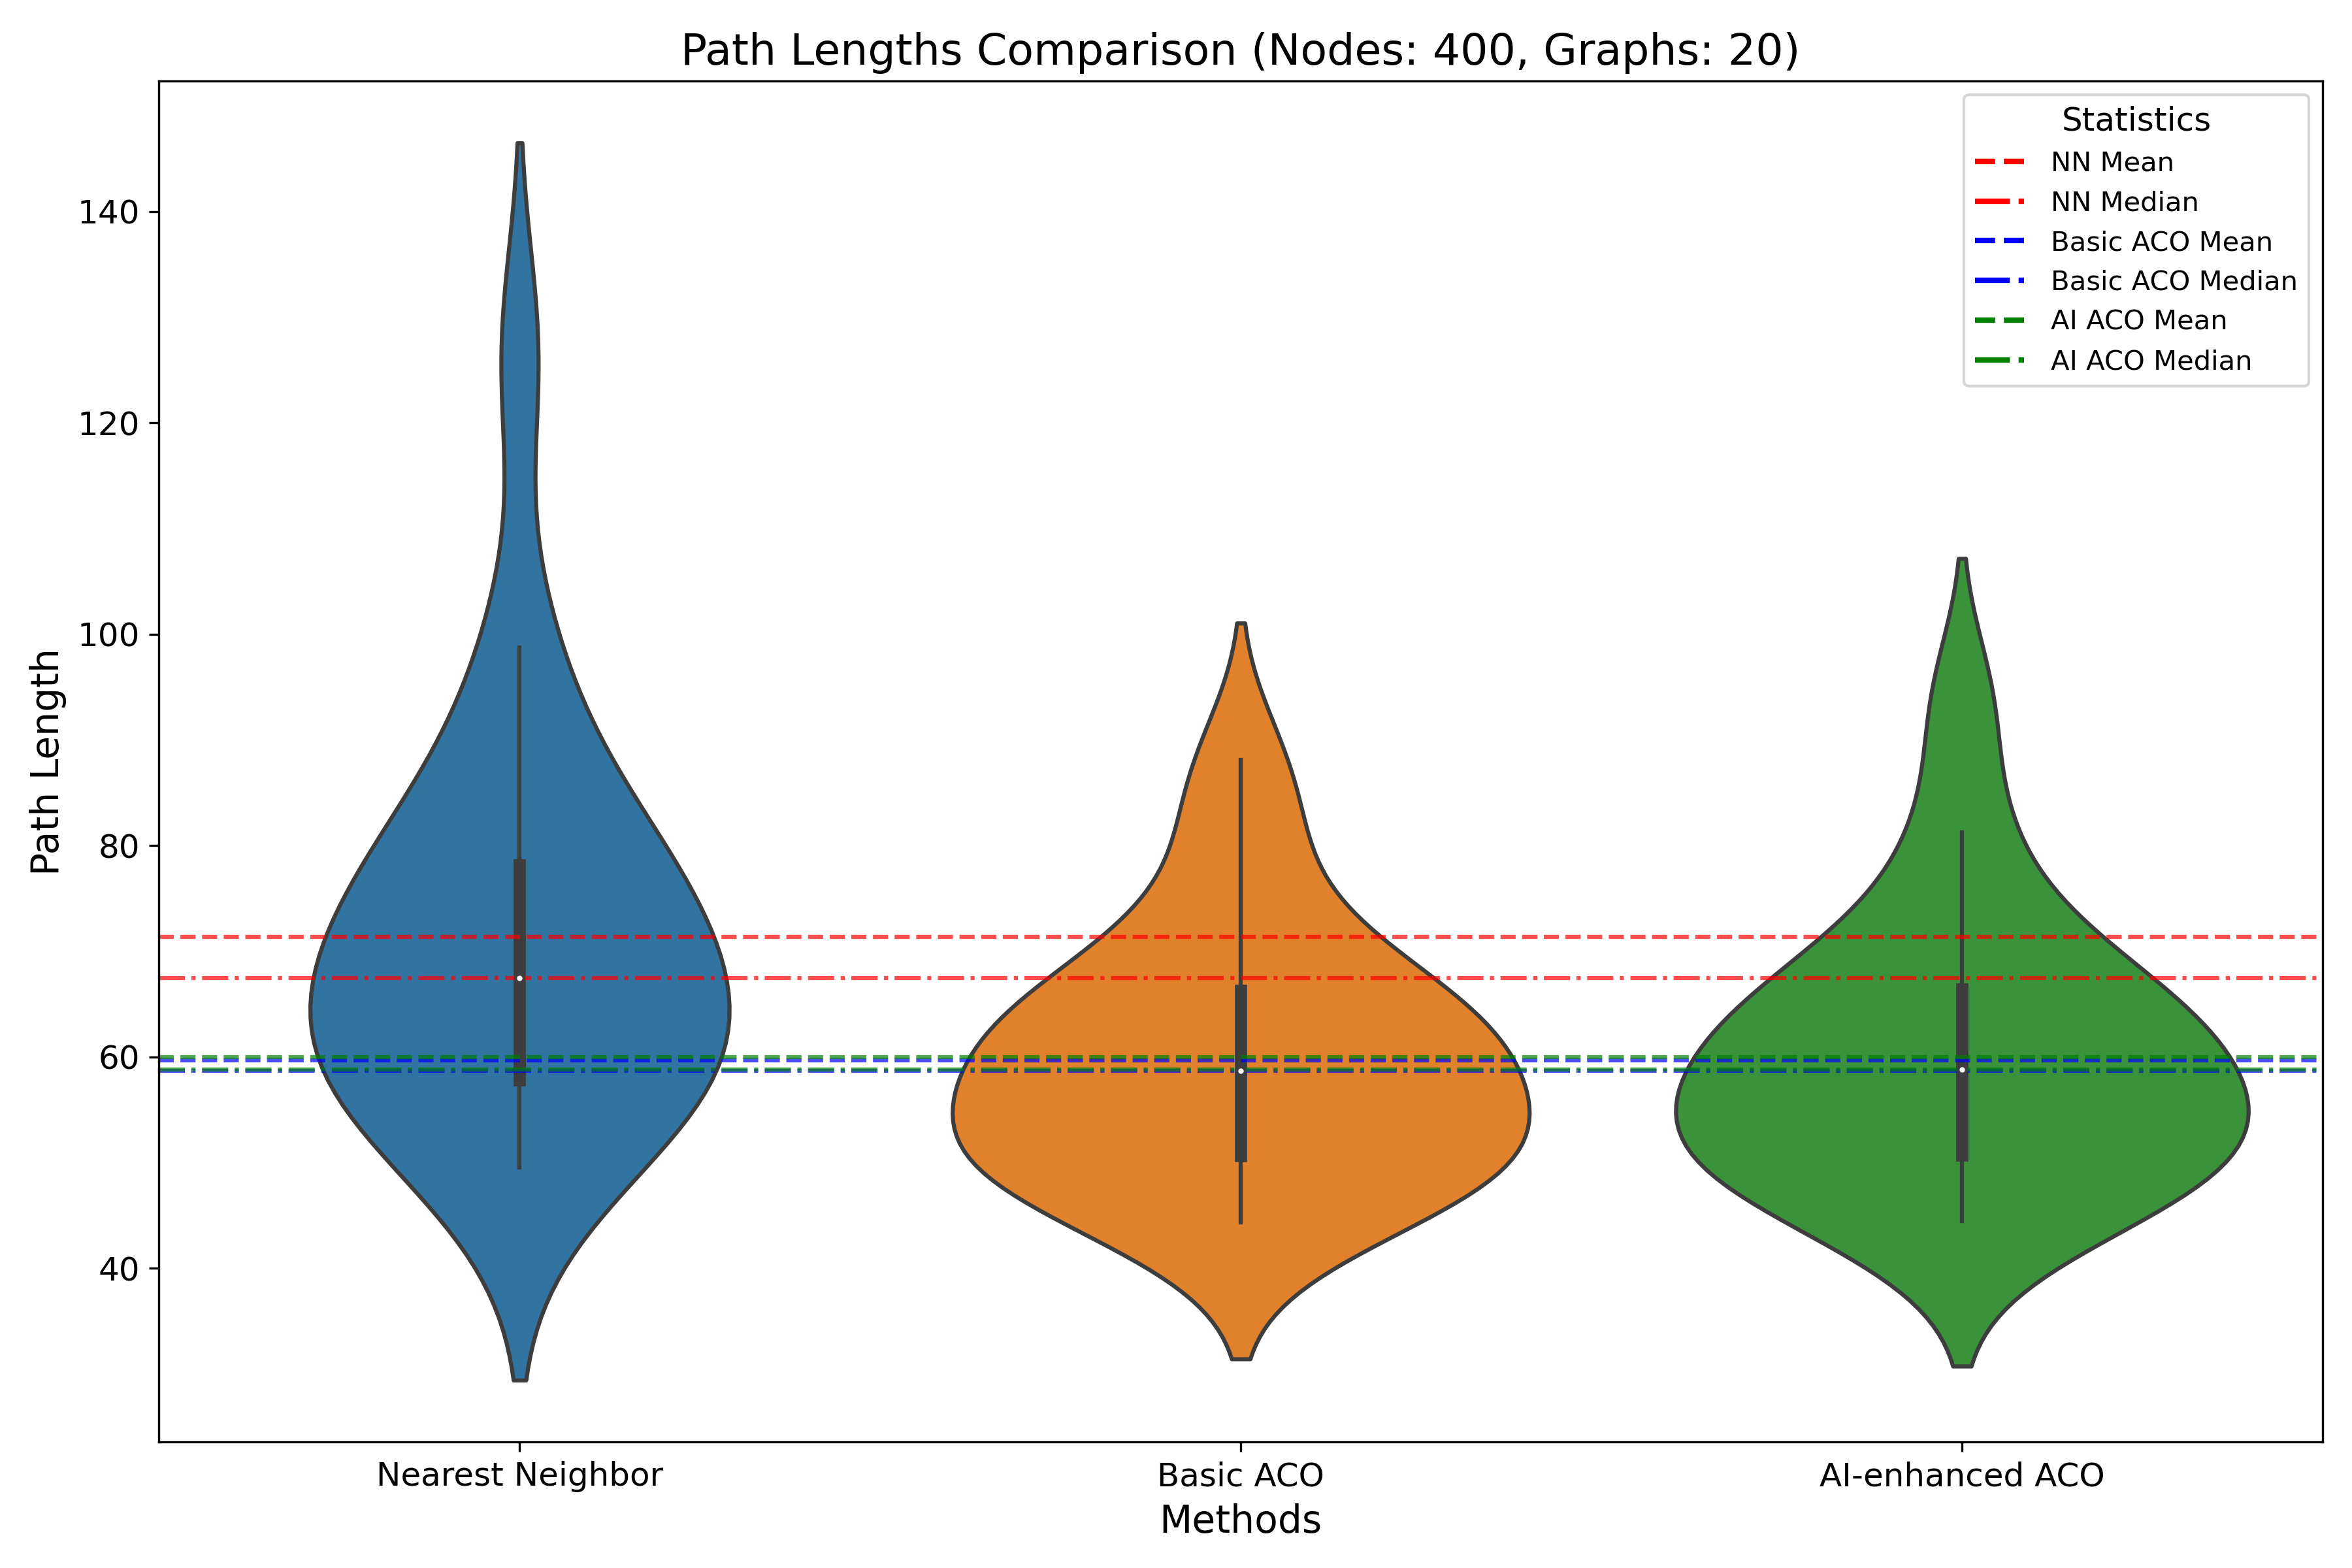 Path Lengths Comparison (Nodes: 400, Graphs: 20)
Statistics
NN Mean
NN Median
Basic ACO Mean
Basic ACO Median
AI ACO Mean
AI ACO Median
Path Length
140
120
100
80
60
40
Nearest Neighbor
Basic ACO
AI-enhanced ACO
Methods